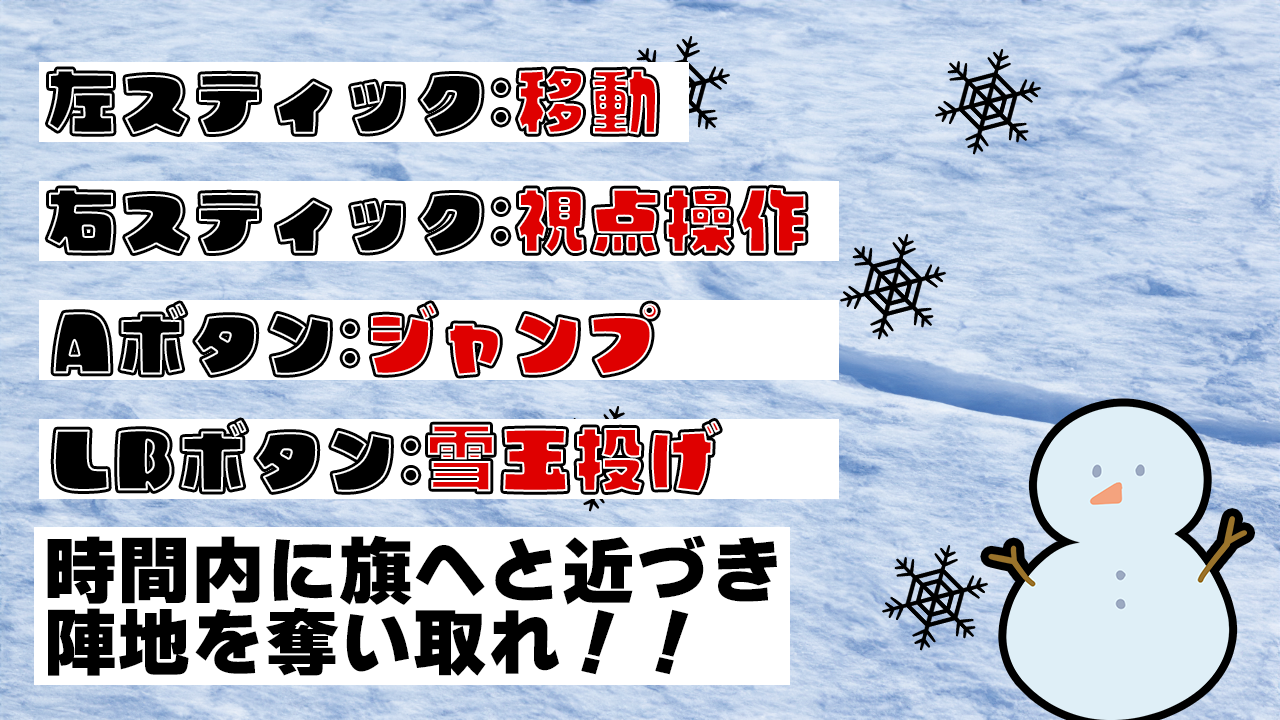 左スティック:移動
右スティック:視点操作
Aボタン:ジャンプ
LBボタン:雪玉投げ
時間内に旗へと近づき
陣地を奪い取れ！！